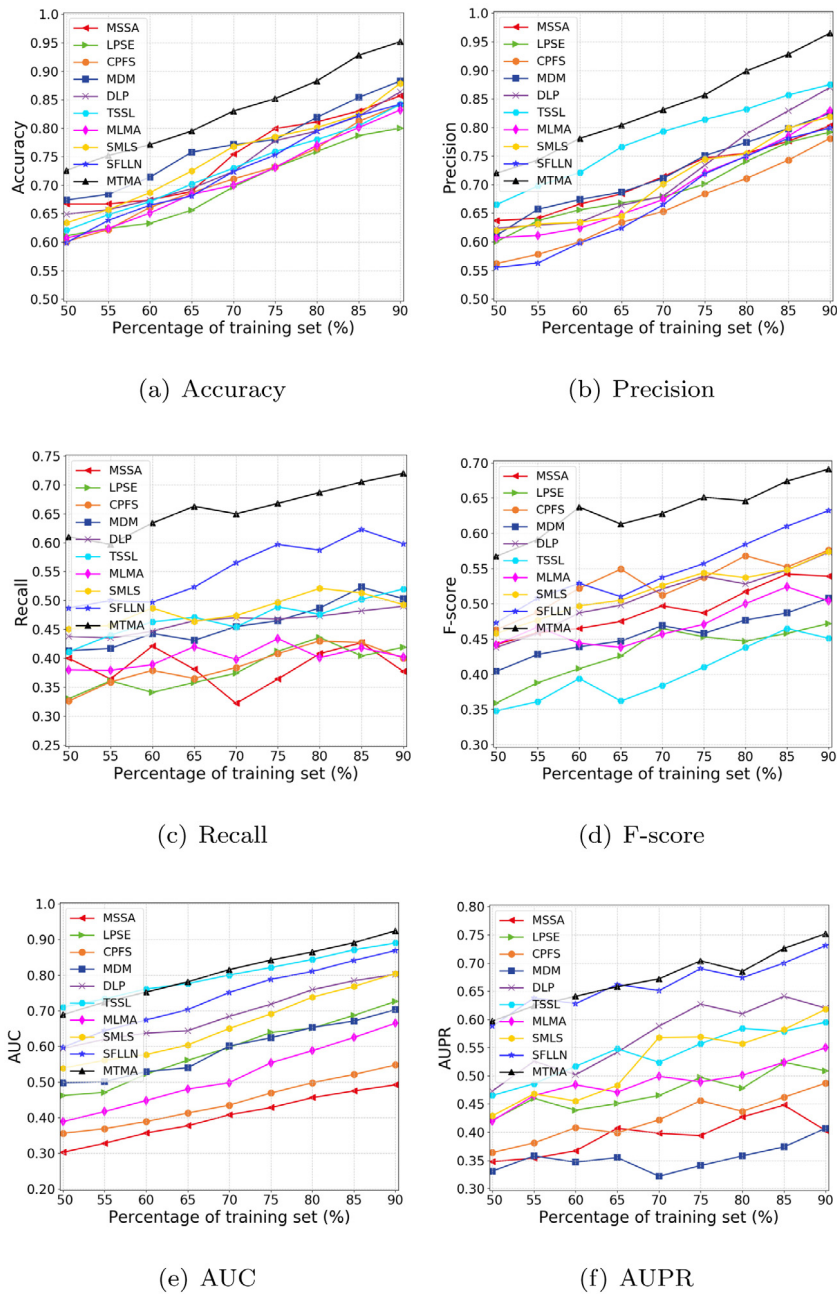 1.0
0.95
0.90
0.85
0.80
0.75
0.70
0.65
0.60
0.55
0.50
Accuracy
MSSA
LPSE
CPFS
MDM
DLP
TSSL
MLMA
SMLS
SFLLN
MTMA
50 55 60 65 70 75 80 85 90
Percentage of training set (%)
(a) Accuracy
1.0
0.95
0.90
0.85
0.80
0.75
0.70
0.65
0.60
0.55
0.50
Precision
MSSA
LPSE
CPFS
MDM
DLP
TSSL
MLMA
SMLS
SFLLN
MTMA
50 55 60 65 70 75 80 85 90
Percentage of training set (%)
(b) Precision
0.75
0.70
0.65
0.60
0.55
0.50
0.45
0.40
0.35
0.30
0.25
Recall
MSSA
LPSE
CPFS
MDM
DLP
TSSL
MLMA
SMLS
SFLLN
MTMA
50 55 60 65 70 75 80 85 90
Percentage of training set (%)
(c) Recall
0.70
0.65
0.60
0.55
0.50
0.45
0.40
0.35
0.30
F-score
MSSA
LPSE
CPFS
MDM
DLP
TSSL
MLMA
SMLS
SFLLN
MTMA
50 55 60 65 70 75 80 85 90
Percentage of training set (%)
(d) F-score
1.0
0.90
0.80
0.70
0.60
0.50
0.40
0.30
0.20
AUC
MSSA
LPSE
CPFS
MDM
DLP
TSSL
MLMA
SMLS
SFLLN
MTMA
50 55 60 65 70 75 80 85 90
Percentage of training set (%)
(e) AUC
0.80
0.75
0.70
0.65
0.60
0.55
0.50
0.45
0.40
0.35
0.30
AUPR
MSSA
LPSE
CPFS
MDM
DLP
TSSL
MLMA
SMLS
SFLLN
MTMA
50 55 60 65 70 75 80 85 90
Percentage of training set (%)
(f) AUPR